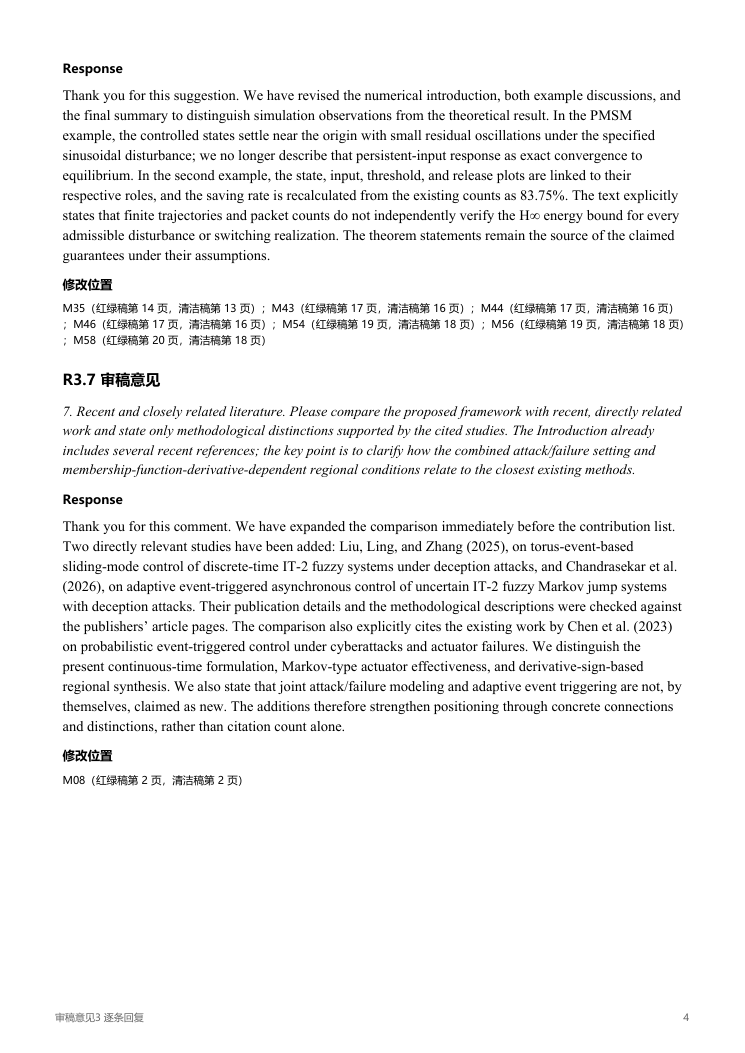 Response
Thank you for this suggestion. We have revised the numerical introduction, both example discussions, and
the final summary to distinguish simulation observations from the theoretical result. In the PMSM
example, the controlled states settle near the origin with small residual oscillations under the specified
sinusoidal disturbance; we no longer describe that persistent-input response as exact convergence to
equilibrium. In the second example, the state, input, threshold, and release plots are linked to their
respective roles, and the saving rate is recalculated from the existing counts as 83.75%. The text explicitly
states that finite trajectories and packet counts do not independently verify the H∞ energy bound for every
admissible disturbance or switching realization. The theorem statements remain the source of the claimed
guarantees under their assumptions.
修改位置
M35（红绿稿第 14 页，清洁稿第 13 页）；M43（红绿稿第 17 页，清洁稿第 16 页）；M44（红绿稿第 17 页，清洁稿第 16 页）
；M46（红绿稿第 17 页，清洁稿第 16 页）；M54（红绿稿第 19 页，清洁稿第 18 页）；M56（红绿稿第 19 页，清洁稿第 18 页）
；M58（红绿稿第 20 页，清洁稿第 18 页）
R3.7 审稿意见
7. Recent and closely related literature. Please compare the proposed framework with recent, directly related
work and state only methodological distinctions supported by the cited studies. The Introduction already
includes several recent references; the key point is to clarify how the combined attack/failure setting and
membership-function-derivative-dependent regional conditions relate to the closest existing methods.
Response
Thank you for this comment. We have expanded the comparison immediately before the contribution list.
Two directly relevant studies have been added: Liu, Ling, and Zhang (2025), on torus-event-based
sliding-mode control of discrete-time IT-2 fuzzy systems under deception attacks, and Chandrasekar et al.
(2026), on adaptive event-triggered asynchronous control of uncertain IT-2 fuzzy Markov jump systems
with deception attacks. Their publication details and the methodological descriptions were checked against
the publishers’ article pages. The comparison also explicitly cites the existing work by Chen et al. (2023)
on probabilistic event-triggered control under cyberattacks and actuator failures. We distinguish the
present continuous-time formulation, Markov-type actuator effectiveness, and derivative-sign-based
regional synthesis. We also state that joint attack/failure modeling and adaptive event triggering are not, by
themselves, claimed as new. The additions therefore strengthen positioning through concrete connections
and distinctions, rather than citation count alone.
修改位置
M08（红绿稿第 2 页，清洁稿第 2 页）
审稿意见3 逐条回复
4